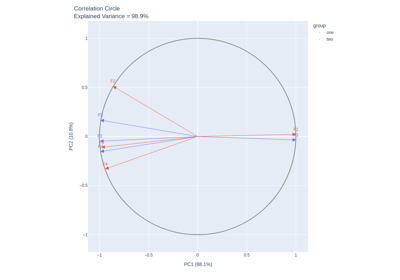 Correlation Circle
Explained Variance = 98.9%
group
one
two
1
0.5
0
−0.5
−1
PC2 (10.8%)
−1
−0.5
0
0.5
1
PC1 (88.1%)